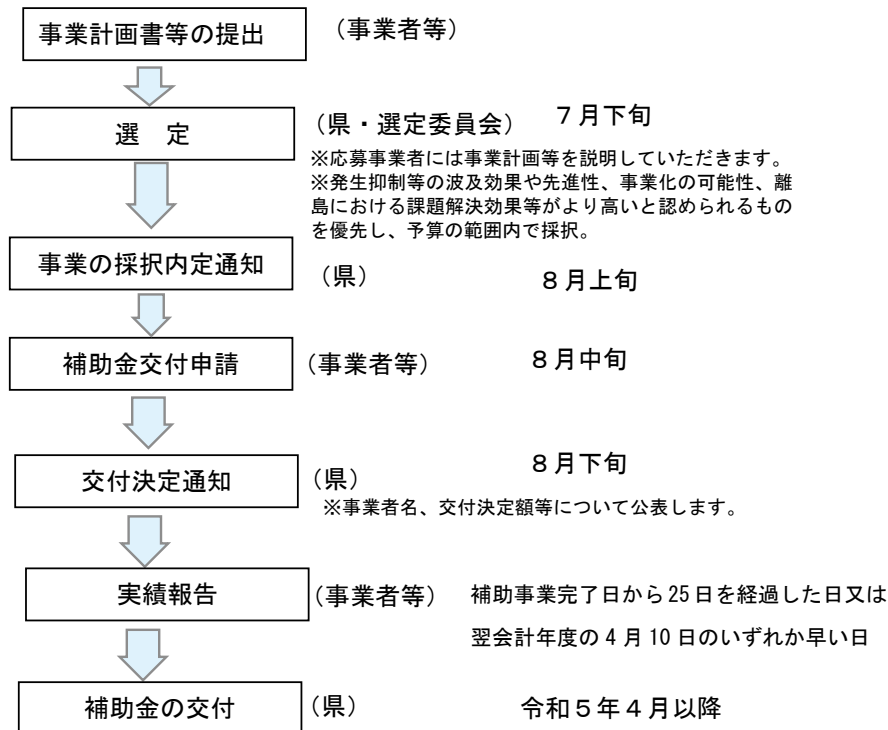 事業計画書等の提出 （事業者等）
選　定 （県・選定委員会） ７月下旬
※応募事業者には事業計画等を説明していただきます。
※発生抑制等の波及効果や先進性、事業化の可能性、離
島における課題解決効果等がより高いと認められるもの
を優先し、予算の範囲内で採択。
事業の採択内定通知 （県） ８月上旬
補助金交付申請 （事業者等） ８月中旬
交付決定通知 （県） ８月下旬
※事業者名、交付決定額等について公表します。
実績報告 （事業者等） 補助事業完了日から25日を経過した日又は
翌会計年度の4月10日のいずれか早い日
補助金の交付 （県） 令和５年４月以降